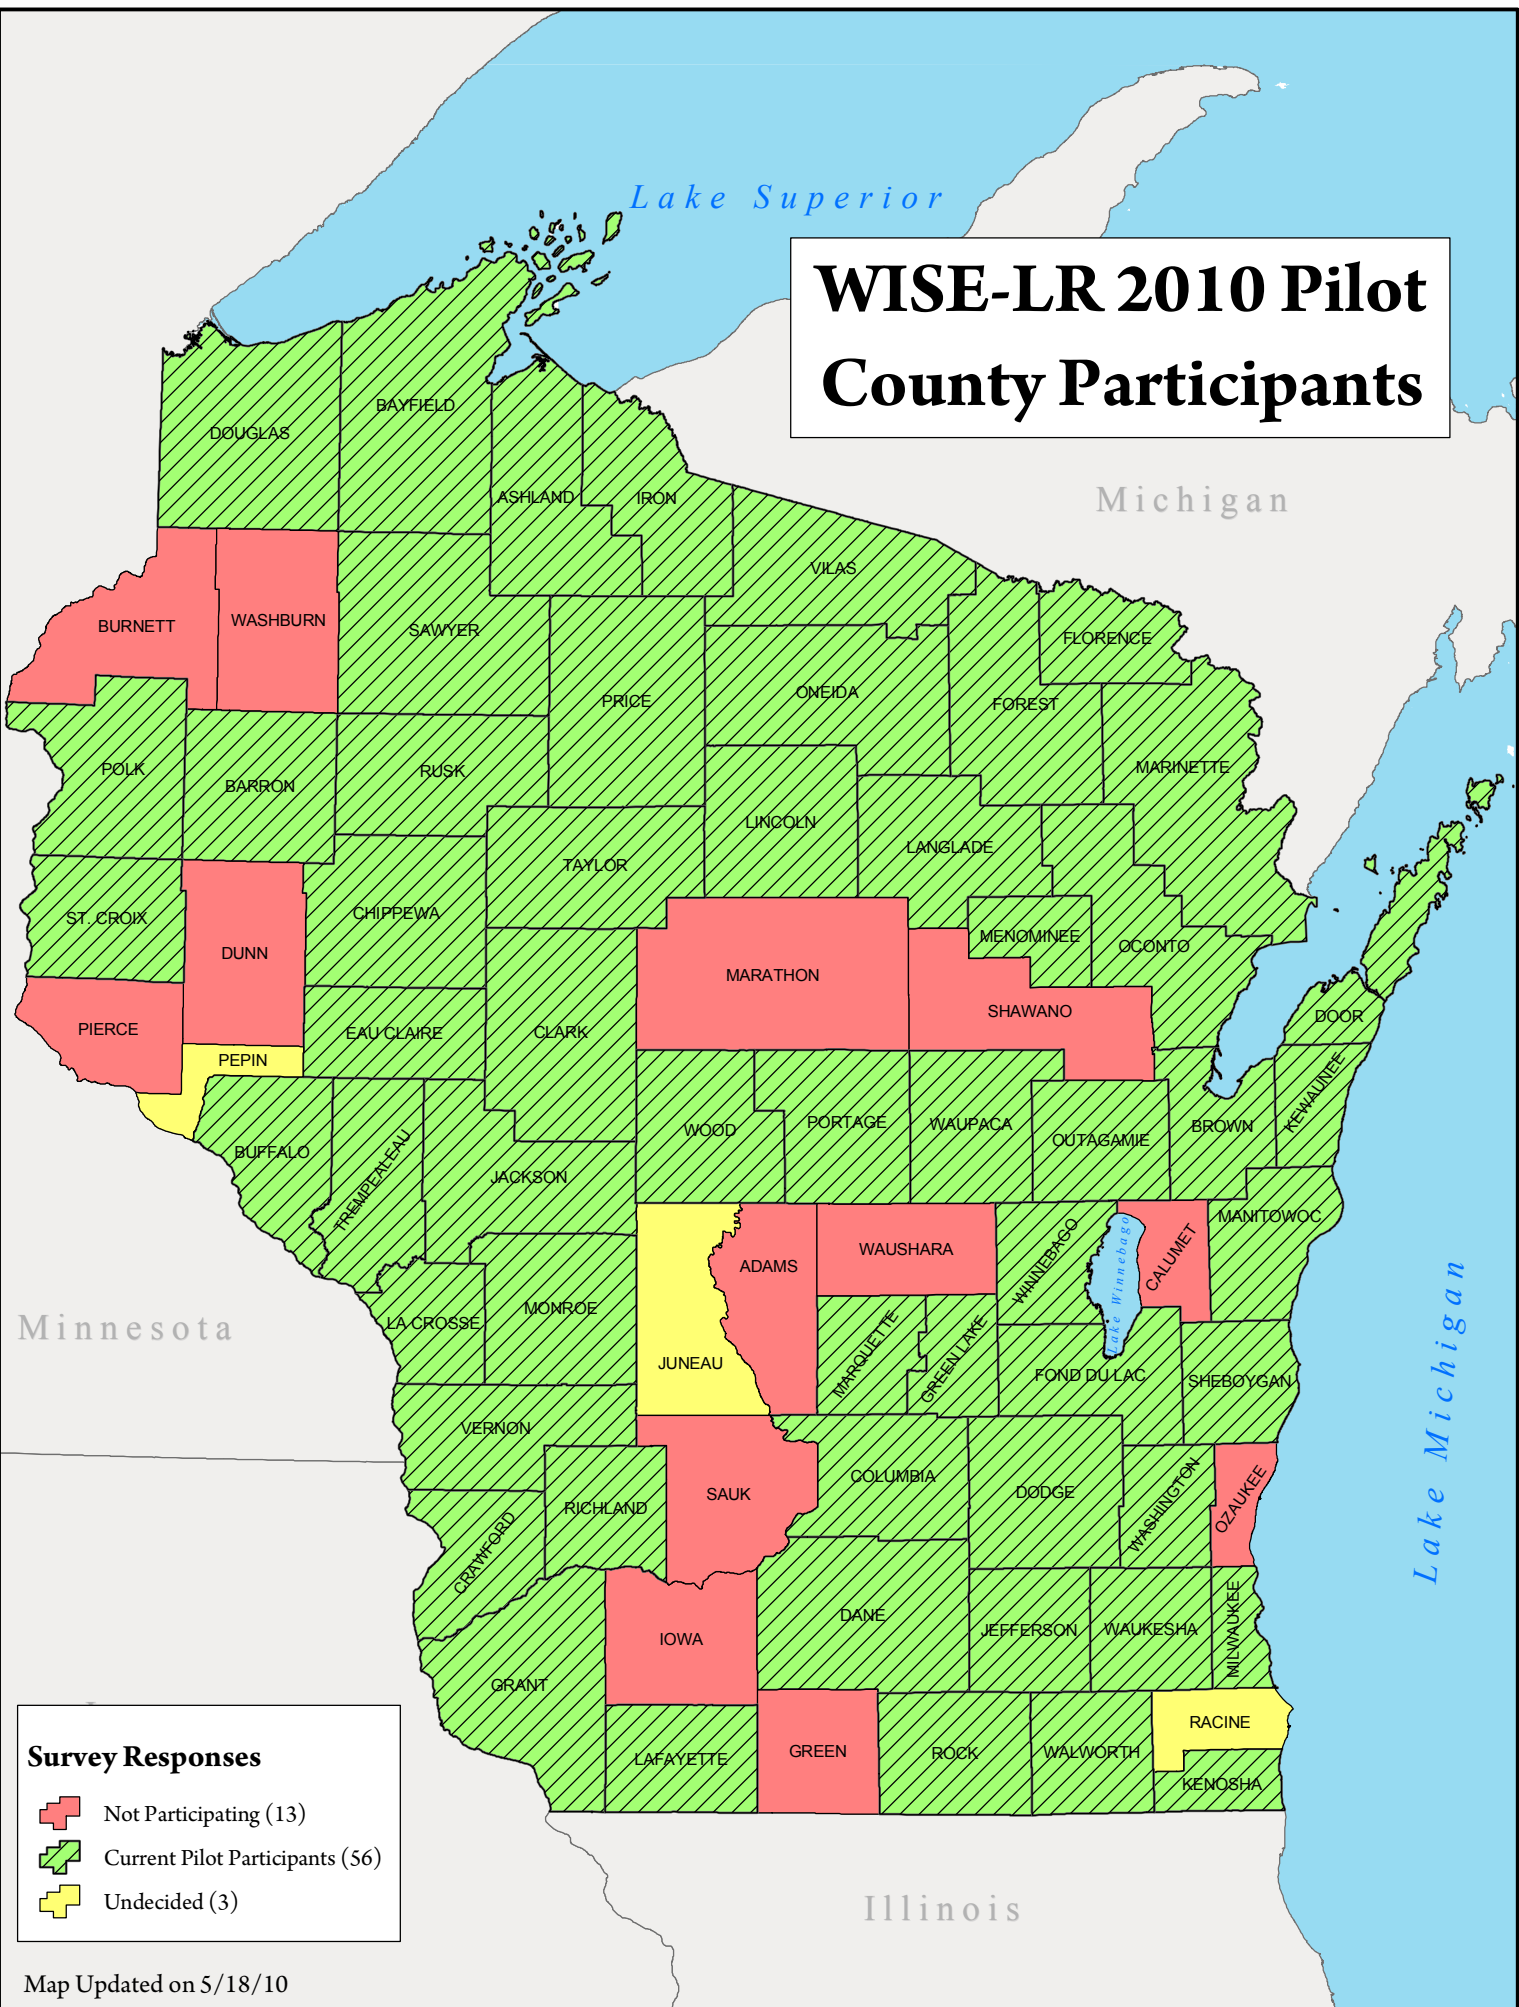 Lake Superior
WISE-LR 2010 Pilot
County Participants
Michigan
BAYFIELD
DOUGLAS
ASHLAND
IRON
VILAS
BURNETT
WASHBURN
SAWYER
FLORENCE
PRICE
ONEIDA
FOREST
POLK
BARRON
RUSK
MARINETTE
LINCOLN
LANGLADE
TAYLOR
ST. CROIX
CHIPPEWA
DUNN
MENOMINEE
OCONTO
MARATHON
SHAWANO
PIERCE
EAU CLAIRE
CLARK
DOOR
PEPIN
KEWAUNEE
WOOD
PORTAGE
WAUPACA
OUTAGAMIE
BROWN
BUFFALO
TREMPEALEAU
JACKSON
MANITOWOC
ADAMS
WAUSHARA
WINNEBAGO
Lake Winnebago
CALUMET
Minnesota
LA CROSSE
MONROE
JUNEAU
MARQUETTE
GREEN LAKE
FOND DU LAC
SHEBOYGAN
Lake Michigan
VERNON
RICHLAND
SAUK
COLUMBIA
DODGE
WASHINGTON
OZAUKEE
CRAWFORD
IOWA
DANE
JEFFERSON
WAUKESHA
MILWAUKEE
GRANT
LAFAYETTE
GREEN
ROCK
WALWORTH
RACINE
KENOSHA
Survey Responses
Not Participating (13)
Current Pilot Participants (56)
Undecided (3)
Illinois
Map Updated on 5/18/10